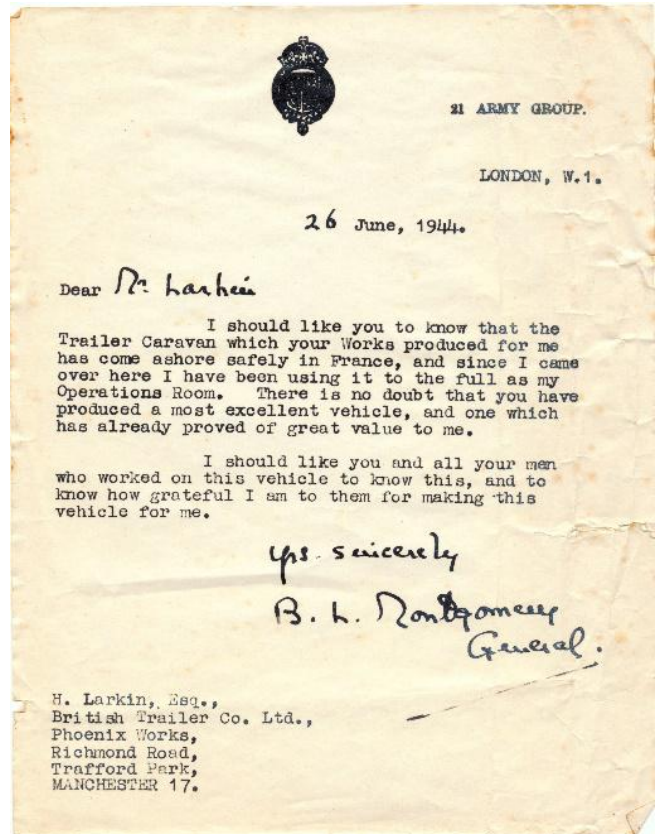 21 ARMY GROUP.
LONDON, W.1.
26 June, 1944.
Dear Mr. Larkin
I should like you to know that the
Trailer Caravan which your Works produced for me
has come ashore safely in France, and since I came
over here I have been using it to the full as my
Operations Room. There is no doubt that you have
produced a most excellent vehicle, and one which
has already proved of great value to me.
I should like you and all your men
who worked on this vehicle to know this, and to
know how grateful I am to them for making this
vehicle for me.
Yrs. sincerely
B. L. Montgomery
General.
H. Larkin, Esq.,
British Trailer Co. Ltd.,
Phoenix Works,
Richmond Road,
Trafford Park,
MANCHESTER 17.